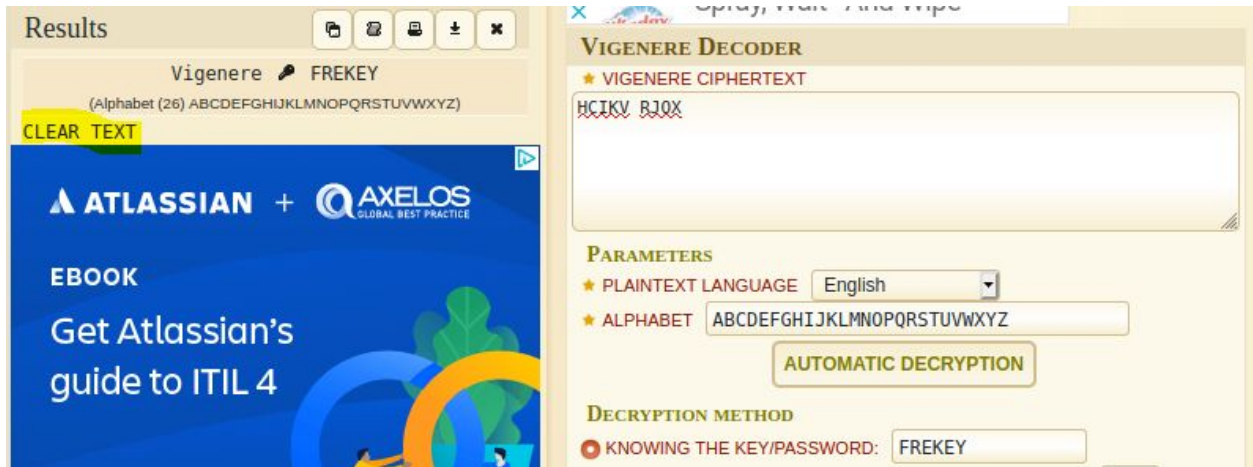 Results
Vigenere FREKEY
(Alphabet (26) ABCDEFGHIJKLMNOPQRSTUVWXYZ)
CLEAR TEXT
ATLASSIAN + AXELOS
GLOBAL BEST PRACTICE
EBOOK
Get Atlassian's
guide to ITIL 4
Spray, Wait And Wipe
VIGENERE DECODER
VIGENERE CIPHERTEXT
HCIKV RJQX
PARAMETERS
PLAINTEXT LANGUAGE English
ALPHABET ABCDEFGHIJKLMNOPQRSTUVWXYZ
AUTOMATIC DECRYPTION
DECRYPTION METHOD
KNOWING THE KEY/PASSWORD: FREKEY